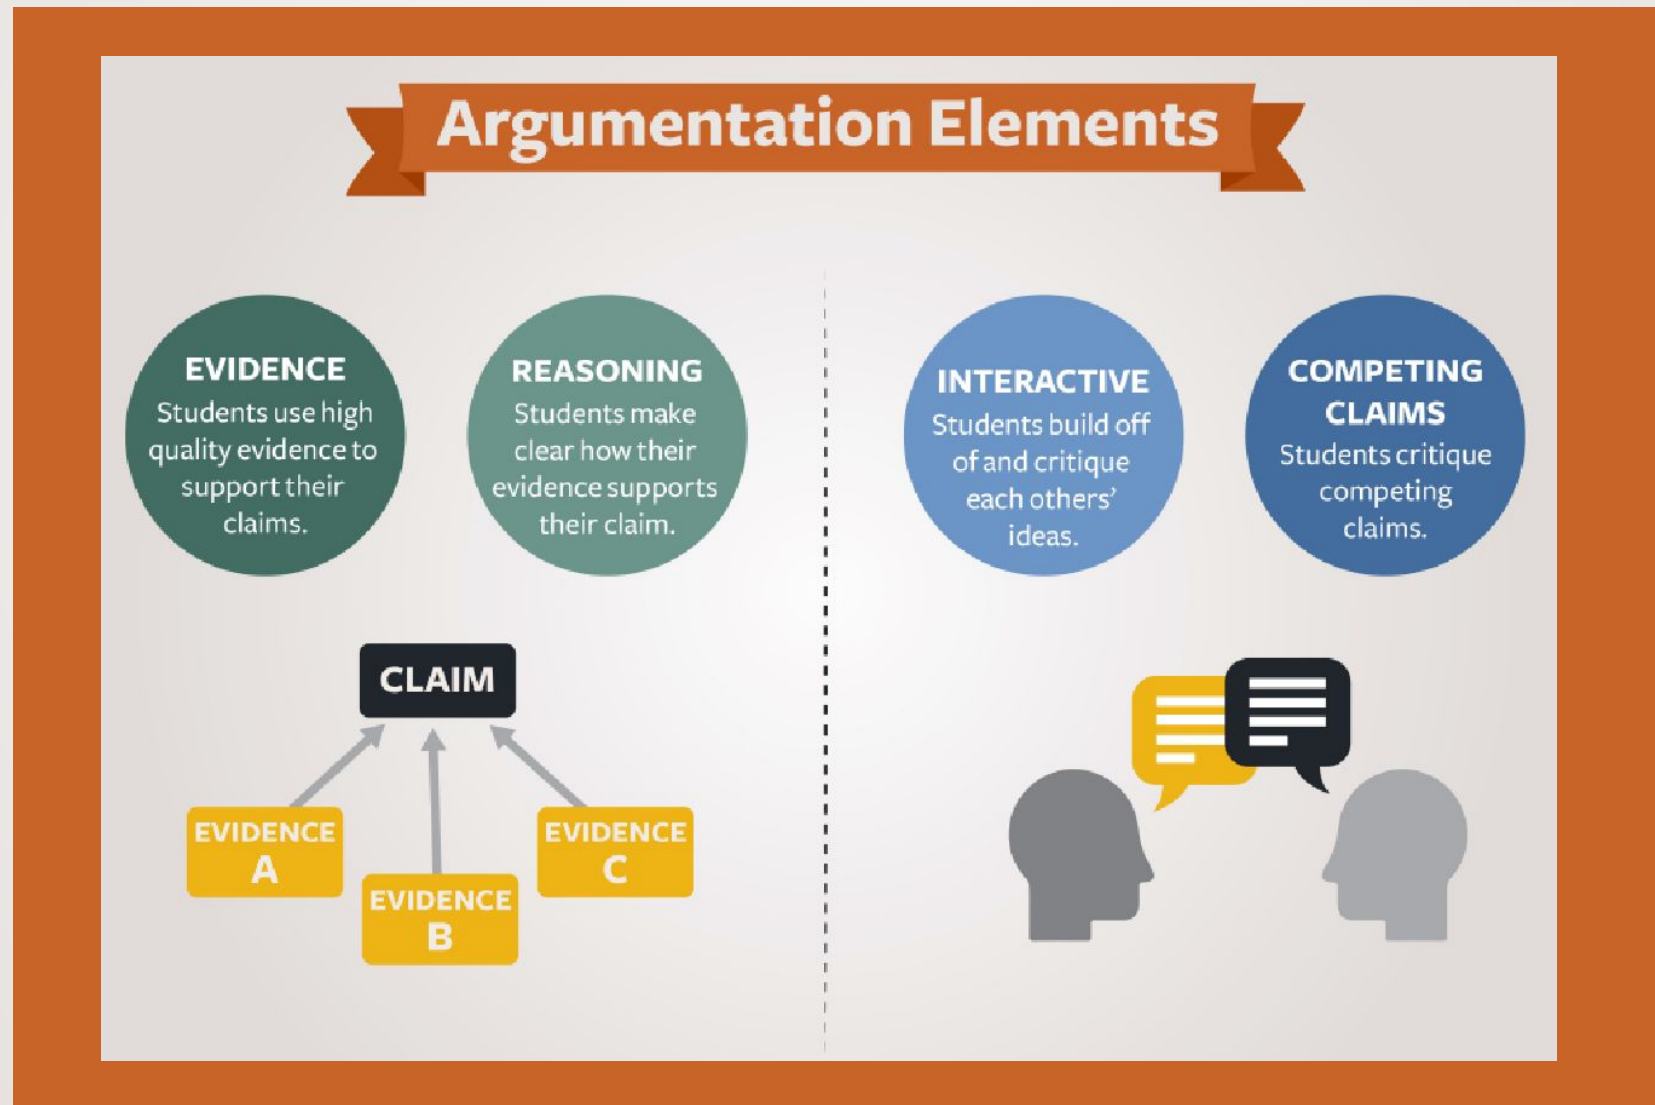 Argumentation Elements
EVIDENCE
Students use high
quality evidence to
support their
claims.
REASONING
Students make
clear how their
evidence supports
their claim.
INTERACTIVE
Students build off
of and critique
each others’
ideas.
COMPETING
CLAIMS
Students critique
competing
claims.
CLAIM
EVIDENCE
A
EVIDENCE
B
EVIDENCE
C